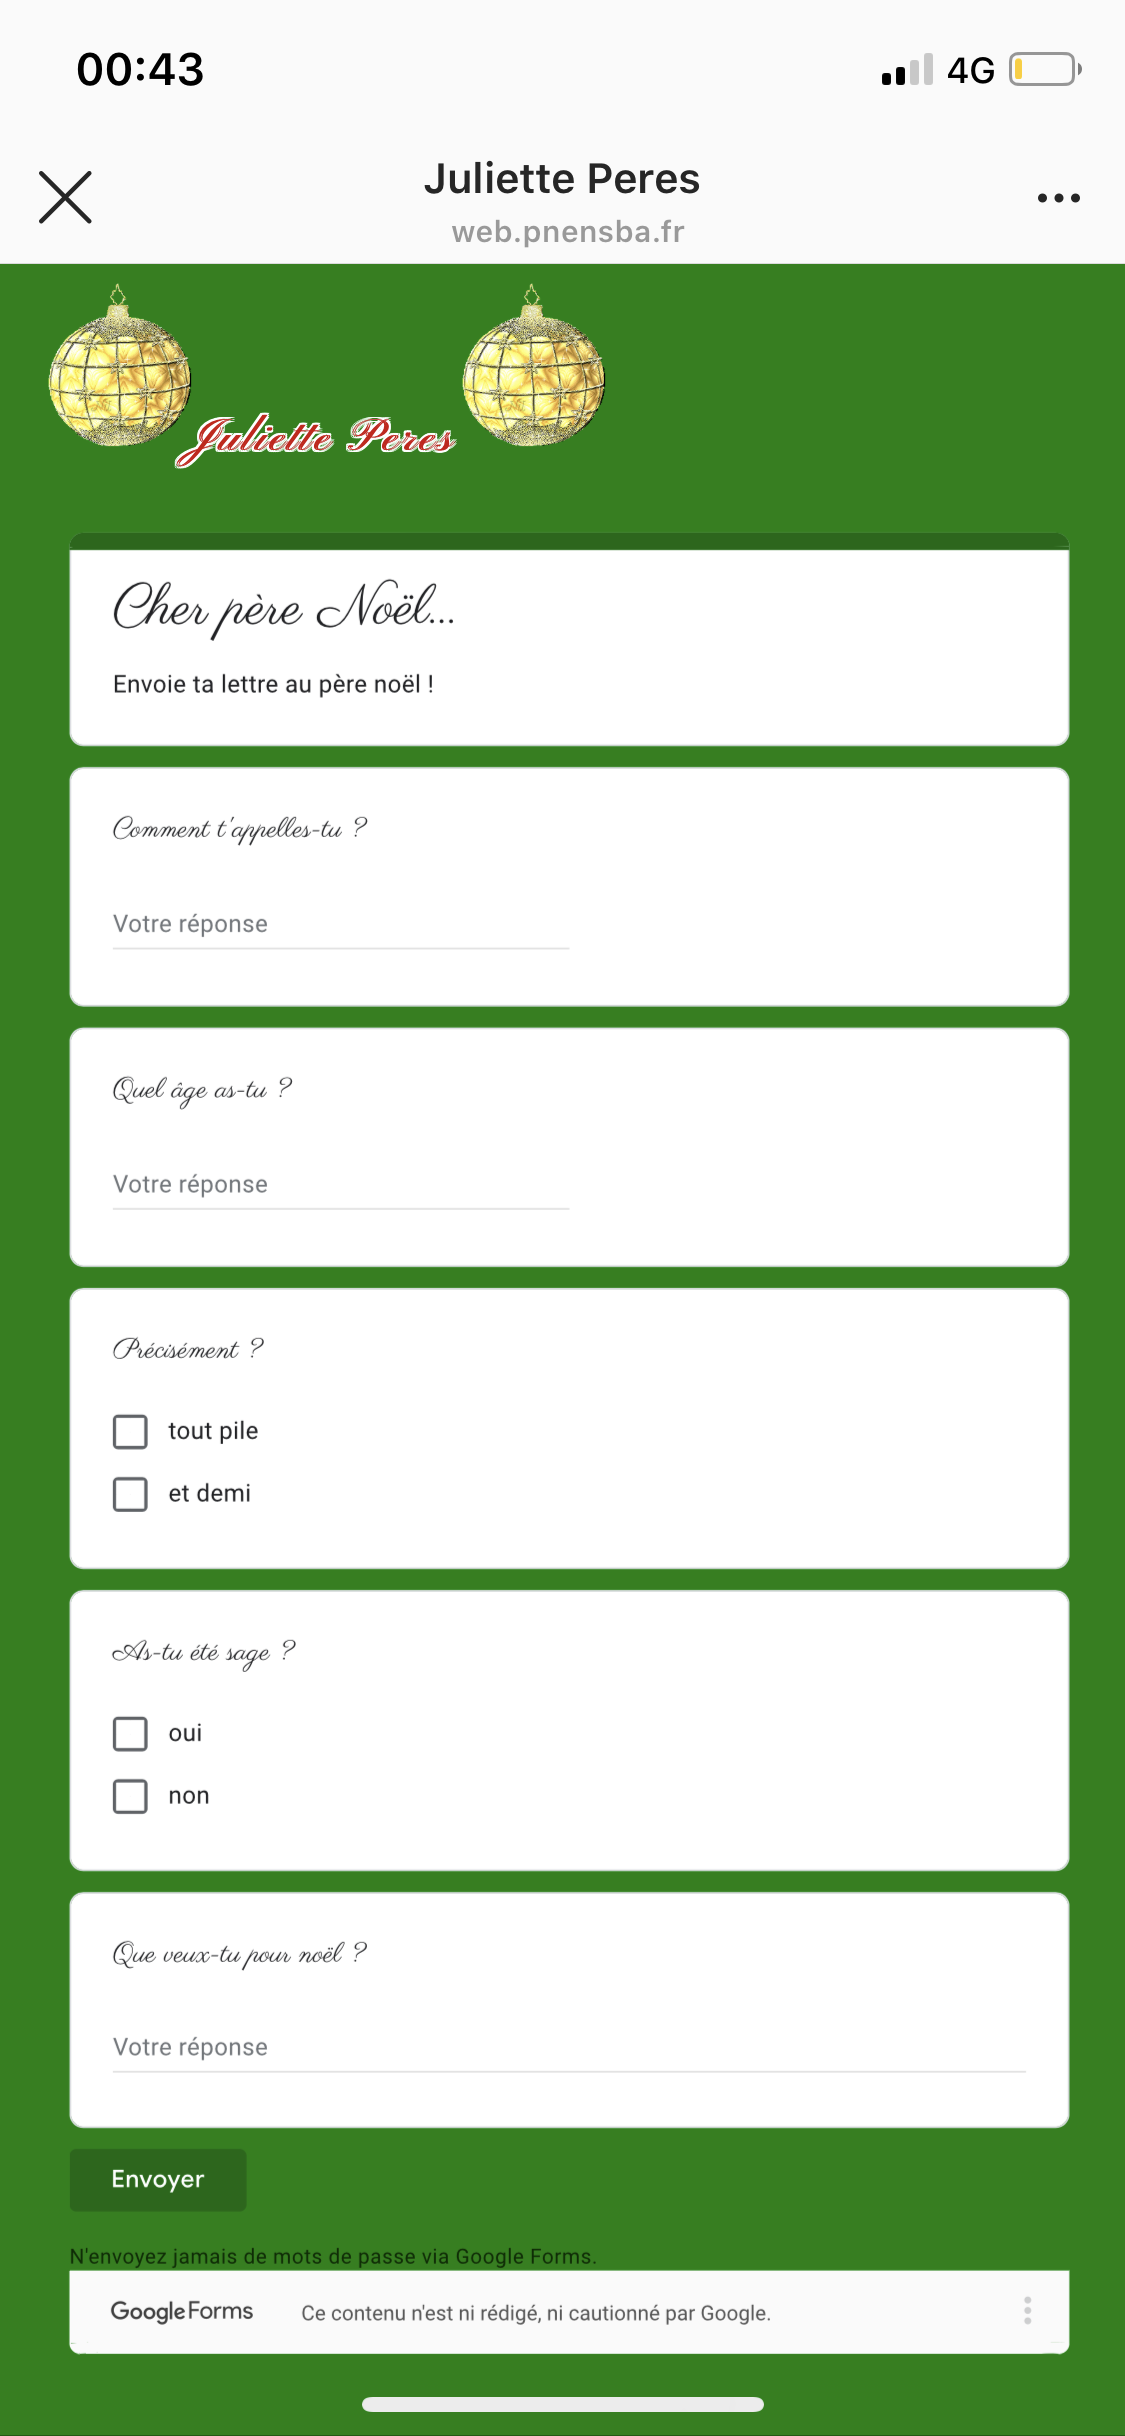 00:43
4G
Juliette Peres
web.pnensba.fr
Juliette Peres
Cher père Noël...
Envoie ta lettre au père noël !
Comment t'appelles-tu ?
Votre réponse
Quel âge as-tu ?
Votre réponse
Précisément ?
tout pile
et demi
As-tu été sage ?
oui
non
Que veux-tu pour noël ?
Votre réponse
Envoyer
N'envoyez jamais de mots de passe via Google Forms.
Google Forms Ce contenu n'est ni rédigé, ni cautionné par Google.